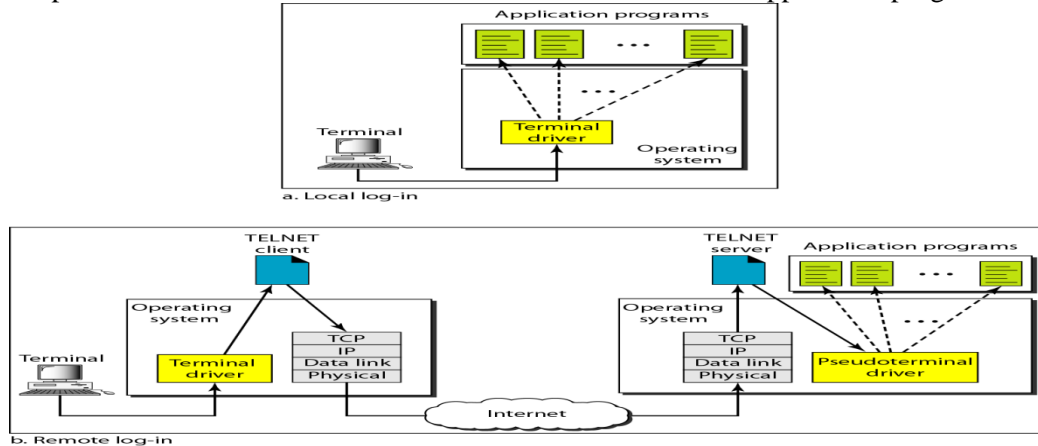 Application programs
...
...
Terminal
Terminal
driver
Operating
system
a. Local log-in
TELNET
client
TELNET
server
Application programs
...
Operating
system
Operating
system
...
Terminal
Terminal
driver
TCP
IP
Data link
Physical
TCP
IP
Data link
Physical
Pseudoterminal
driver
Internet
b. Remote log-in